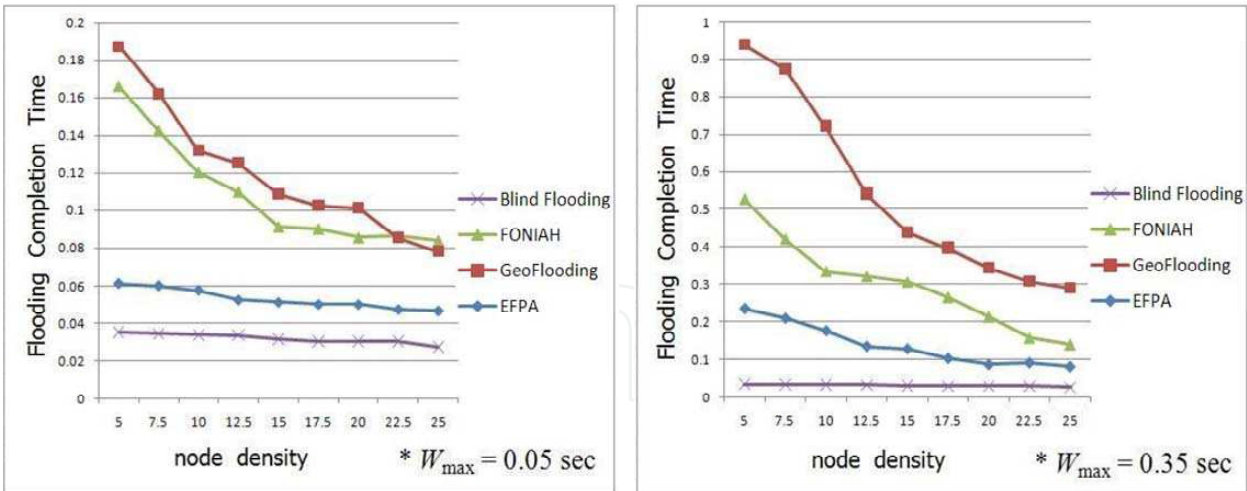 0.2
0.18
0.16
0.14
0.12
0.1
0.08
0.06
0.04
0.02
0
Flooding Completion Time
5 7.5 10 12.5 15 17.5 20 22.5 25
node density
* Wmax = 0.05 sec
Blind Flooding
FONIAH
GeoFlooding
EFPA
1
0.9
0.8
0.7
0.6
0.5
0.4
0.3
0.2
0.1
0
Flooding Completion Time
5 7.5 10 12.5 15 17.5 20 22.5 25
node density
* Wmax = 0.35 sec
Blind Flooding
FONIAH
GeoFlooding
EFPA